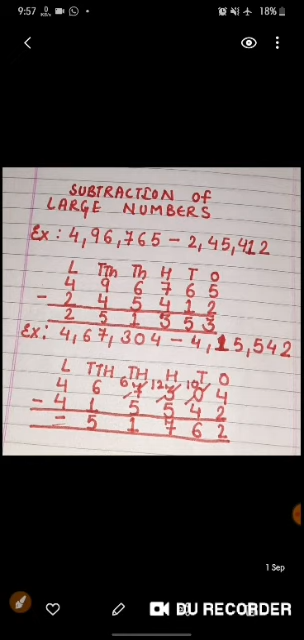 9:57
18%
SUBTRACTION of
LARGE NUMBERS
Ex : 4,96,765 - 2,45,412
L TTh Th H T O
4 9 6 7 6 5
- 2 4 5 4 1 2
2 5 1 3 5 3
Ex: 4,67,304 - 4,15,542
L TTH TH H T O
6 12 10
4 6 7 3 0 4
- 4 1 5 5 4 2
- 5 1 7 6 2
1 Sep
DU RECORDER